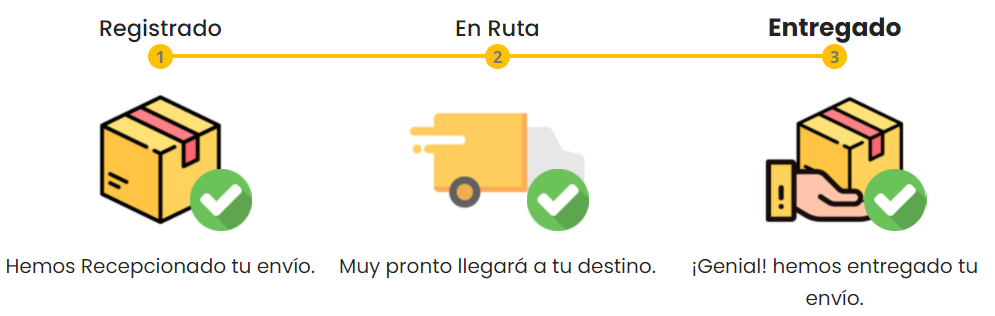 Registrado
En Ruta
Entregado
1
2
3
Hemos Recepcionado tu envío.
Muy pronto llegará a tu destino.
¡Genial! hemos entregado tu
envío.